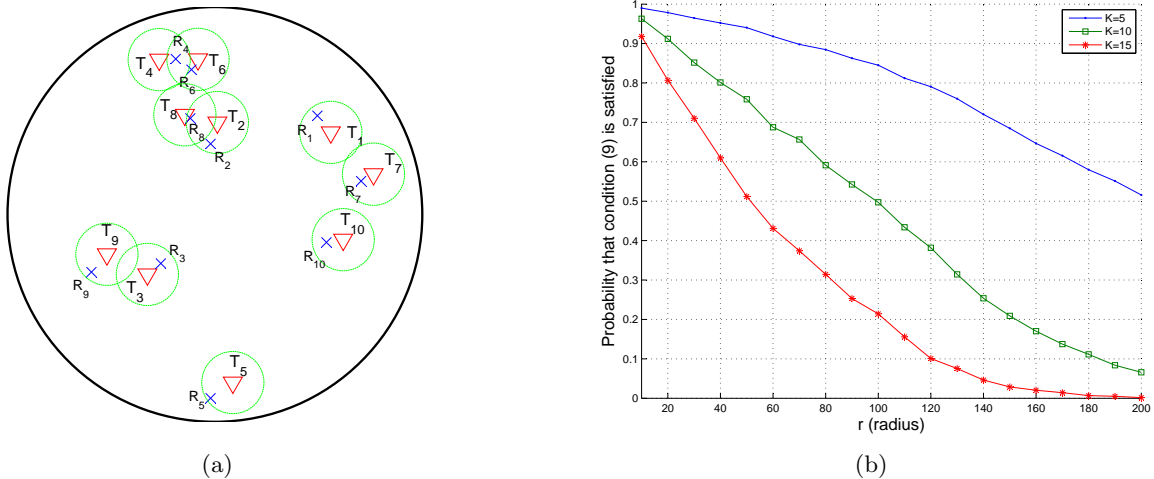 T4
R4
T6
R6
T8
R8
T2
R2
R1
T1
T7
R7
T10
R10
T9
R9
R3
T3
T5
R5
(a)
Probability that condition (9) is satisfied
1
0.9
0.8
0.7
0.6
0.5
0.4
0.3
0.2
0.1
0
20 40 60 80 100 120 140 160 180 200
r (radius)
K=5
K=10
K=15
(b)